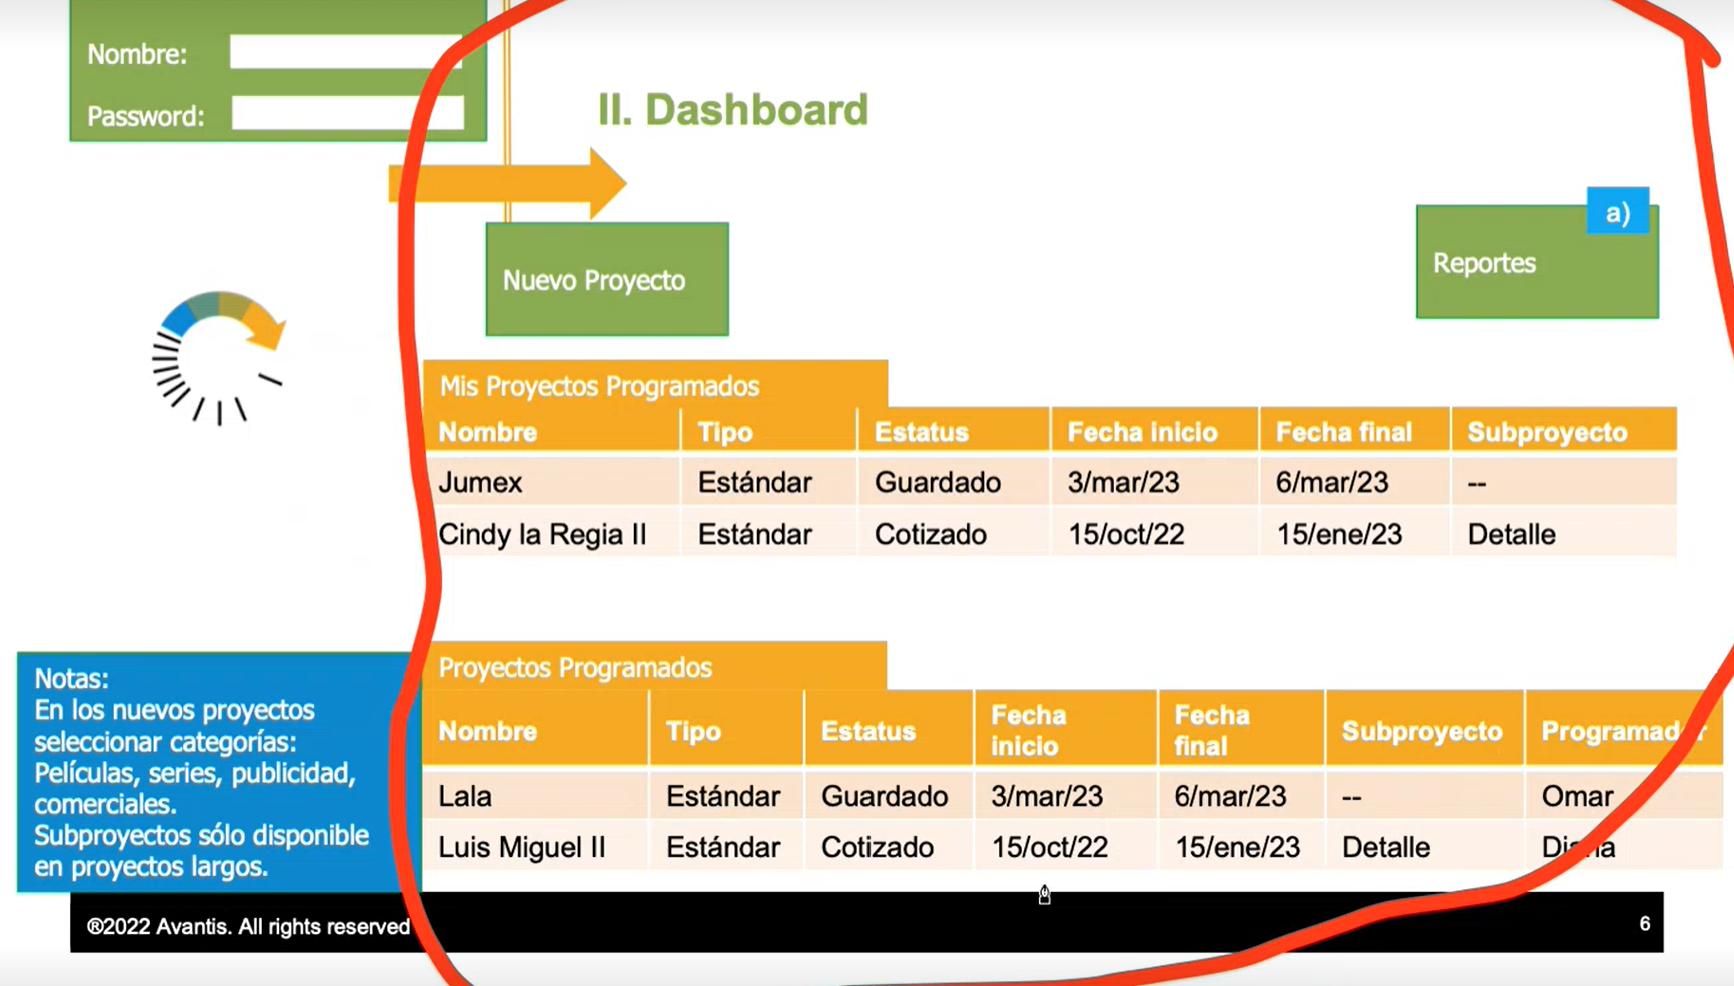 Nombre:
Password:
II. Dashboard
Nuevo Proyecto
a)
Reportes
Mis Proyectos Programados
Nombre Tipo Estatus Fecha inicio Fecha final Subproyecto
Jumex Estándar Guardado 3/mar/23 6/mar/23 --
Cindy la Regia II Estándar Cotizado 15/oct/22 15/ene/23 Detalle
Proyectos Programados
Nombre Tipo Estatus Fecha inicio Fecha final Subproyecto Programador
Lala Estándar Guardado 3/mar/23 6/mar/23 -- Omar
Luis Miguel II Estándar Cotizado 15/oct/22 15/ene/23 Detalle Diana
Notas:
En los nuevos proyectos
seleccionar categorías:
Películas, series, publicidad,
comerciales.
Subproyectos sólo disponible
en proyectos largos.
®2022 Avantis. All rights reserved
6